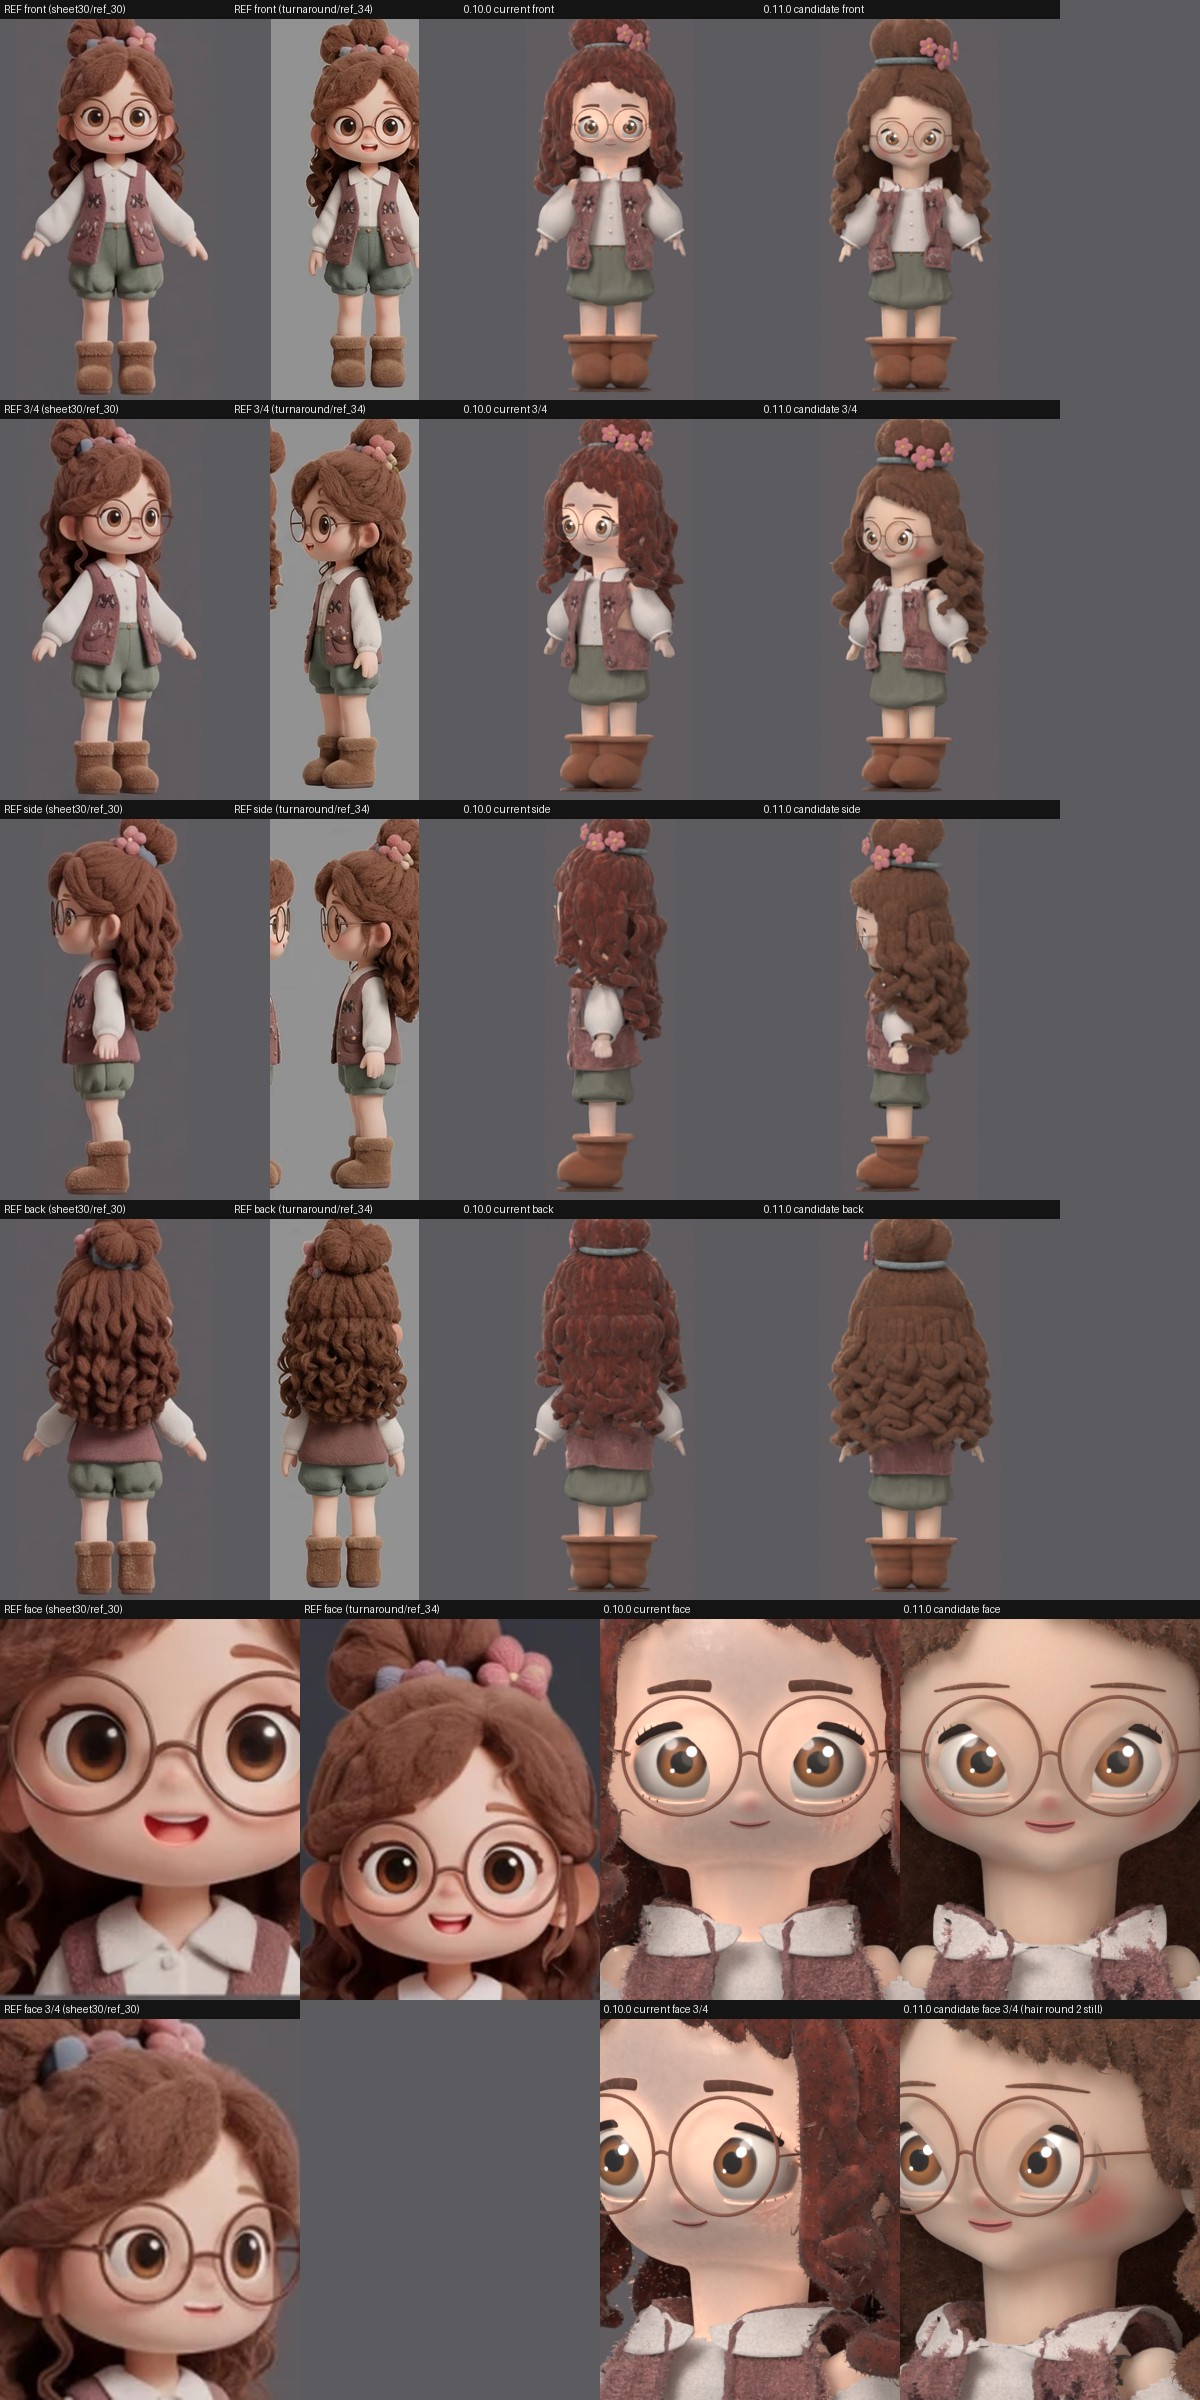 REF front (sheet30/ref_30) REF front (turnaround/ref_34) 0.10.0 current front 0.11.0 candidate front
REF 3/4 (sheet30/ref_30) REF 3/4 (turnaround/ref_34) 0.10.0 current 3/4 0.11.0 candidate 3/4
REF side (sheet30/ref_30) REF side (turnaround/ref_34) 0.10.0 current side 0.11.0 candidate side
REF back (sheet30/ref_30) REF back (turnaround/ref_34) 0.10.0 current back 0.11.0 candidate back
REF face (sheet30/ref_30) REF face (turnaround/ref_34) 0.10.0 current face 0.11.0 candidate face
REF face 3/4 (sheet30/ref_30) 0.10.0 current face 3/4 0.11.0 candidate face 3/4 (hair round 2 still)